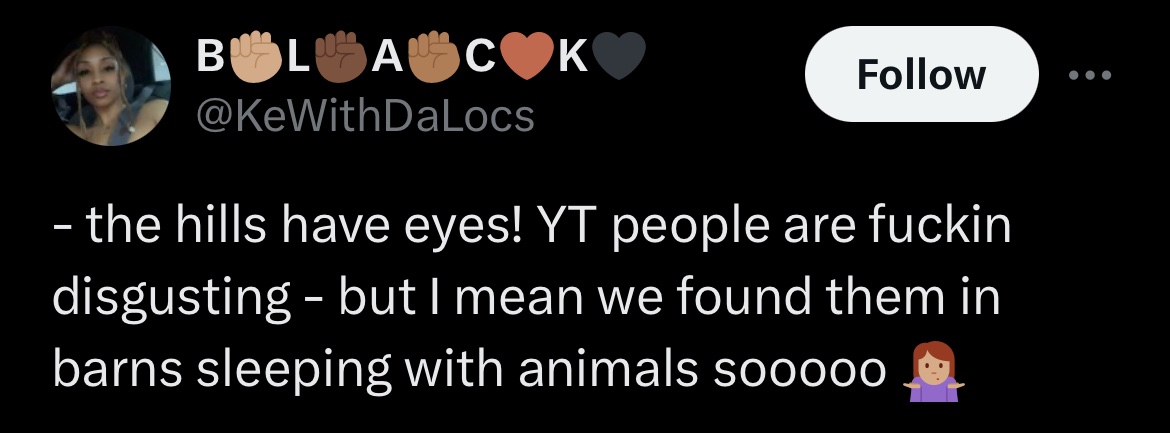 B✊🏼L✊🏾A✊🏽C🧡K🖤
@KeWithDaLocs
Follow
- the hills have eyes! YT people are fuckin
disgusting - but I mean we found them in
barns sleeping with animals sooooo 🤷🏼‍♀️